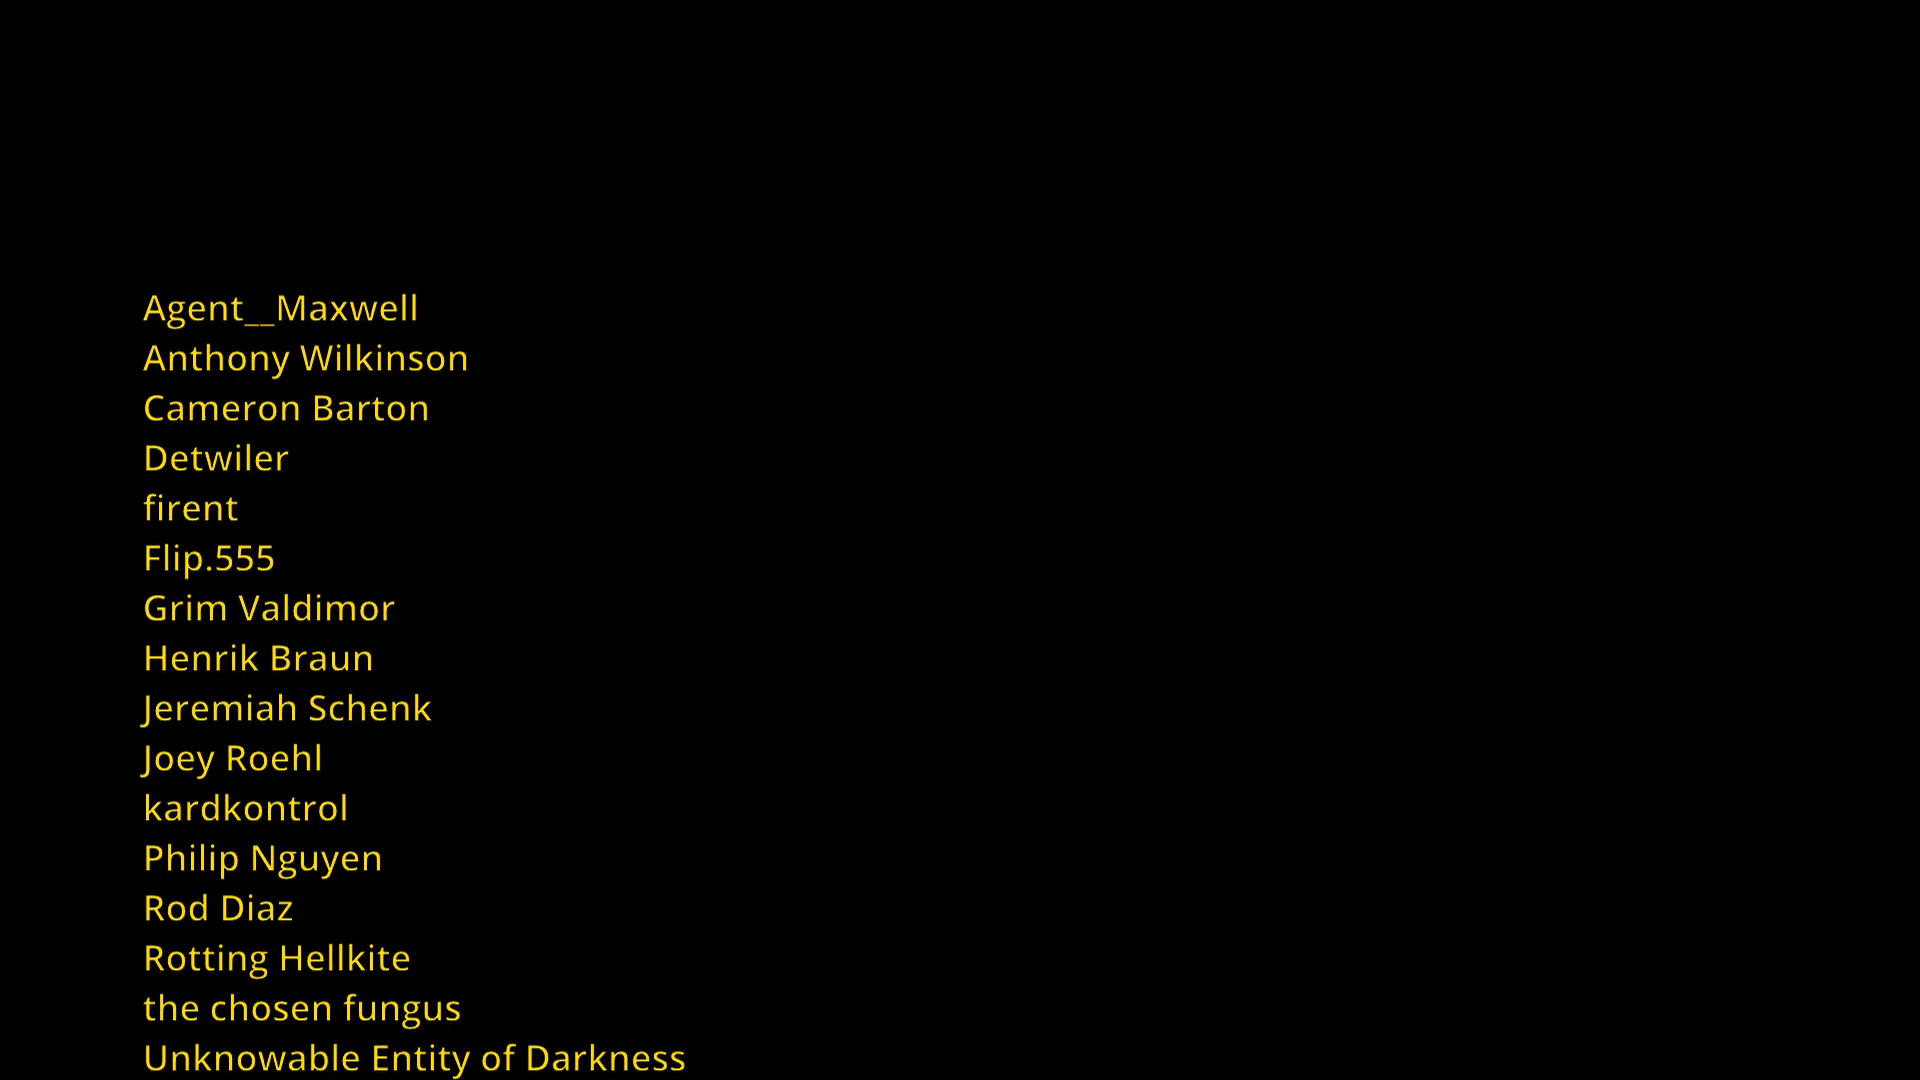 Agent__Maxwell
Anthony Wilkinson
Cameron Barton
Detwiler
firent
Flip.555
Grim Valdimor
Henrik Braun
Jeremiah Schenk
Joey Roehl
kardkontrol
Philip Nguyen
Rod Diaz
Rotting Hellkite
the chosen fungus
Unknowable Entity of Darkness